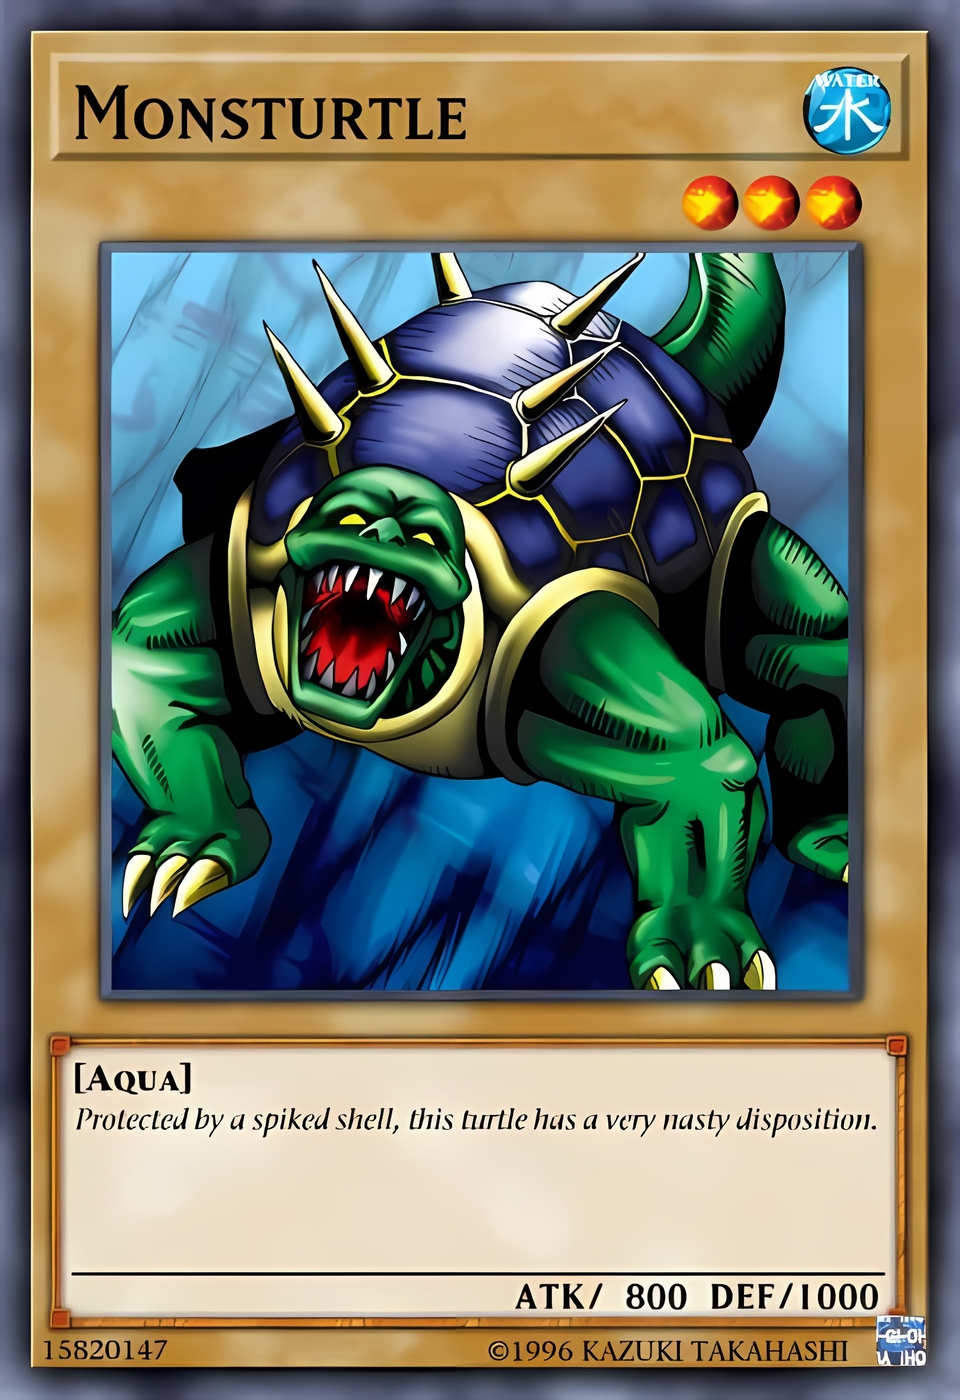 MONSTURTLE
WATER
水
[AQUA]
Protected by a spiked shell, this turtle has a very nasty disposition.
ATK/ 800 DEF/1000
15820147
©1996 KAZUKI TAKAHASHI